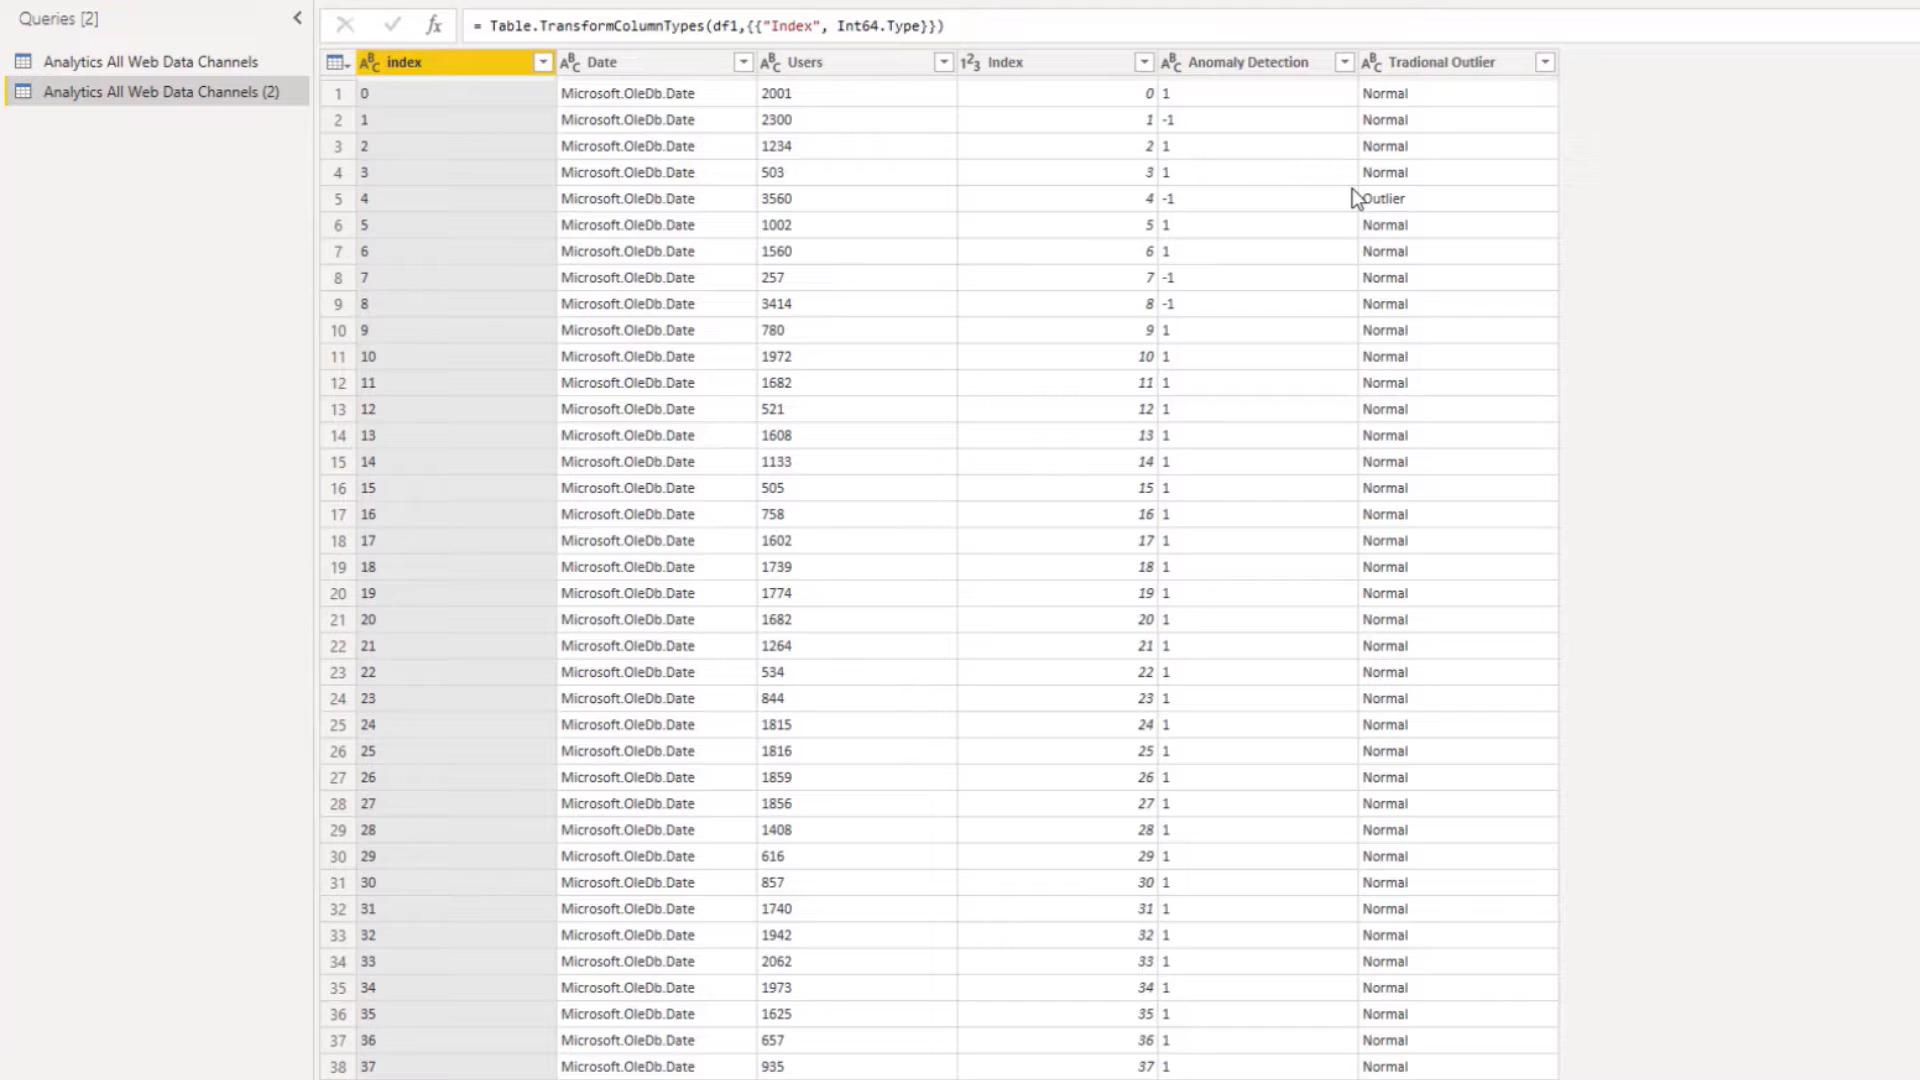 Queries [2]
= Table.TransformColumnTypes(df1,{{"Index", Int64.Type}})
Analytics All Web Data Channels
Analytics All Web Data Channels (2)
index Date Users Index Anomaly Detection Tradional Outlier
1 0 Microsoft.OleDb.Date 2001 0 1 Normal
2 1 Microsoft.OleDb.Date 2300 1 -1 Normal
3 2 Microsoft.OleDb.Date 1234 2 1 Normal
4 3 Microsoft.OleDb.Date 503 3 1 Normal
5 4 Microsoft.OleDb.Date 3560 4 -1 Outlier
6 5 Microsoft.OleDb.Date 1002 5 1 Normal
7 6 Microsoft.OleDb.Date 1560 6 1 Normal
8 7 Microsoft.OleDb.Date 257 7 -1 Normal
9 8 Microsoft.OleDb.Date 3414 8 -1 Normal
10 9 Microsoft.OleDb.Date 780 9 1 Normal
11 10 Microsoft.OleDb.Date 1972 10 1 Normal
12 11 Microsoft.OleDb.Date 1682 11 1 Normal
13 12 Microsoft.OleDb.Date 521 12 1 Normal
14 13 Microsoft.OleDb.Date 1608 13 1 Normal
15 14 Microsoft.OleDb.Date 1133 14 1 Normal
16 15 Microsoft.OleDb.Date 505 15 1 Normal
17 16 Microsoft.OleDb.Date 758 16 1 Normal
18 17 Microsoft.OleDb.Date 1602 17 1 Normal
19 18 Microsoft.OleDb.Date 1739 18 1 Normal
20 19 Microsoft.OleDb.Date 1774 19 1 Normal
21 20 Microsoft.OleDb.Date 1682 20 1 Normal
22 21 Microsoft.OleDb.Date 1264 21 1 Normal
23 22 Microsoft.OleDb.Date 534 22 1 Normal
24 23 Microsoft.OleDb.Date 844 23 1 Normal
25 24 Microsoft.OleDb.Date 1815 24 1 Normal
26 25 Microsoft.OleDb.Date 1816 25 1 Normal
27 26 Microsoft.OleDb.Date 1859 26 1 Normal
28 27 Microsoft.OleDb.Date 1856 27 1 Normal
29 28 Microsoft.OleDb.Date 1408 28 1 Normal
30 29 Microsoft.OleDb.Date 616 29 1 Normal
31 30 Microsoft.OleDb.Date 857 30 1 Normal
32 31 Microsoft.OleDb.Date 1740 31 1 Normal
33 32 Microsoft.OleDb.Date 1942 32 1 Normal
34 33 Microsoft.OleDb.Date 2062 33 1 Normal
35 34 Microsoft.OleDb.Date 1973 34 1 Normal
36 35 Microsoft.OleDb.Date 1625 35 1 Normal
37 36 Microsoft.OleDb.Date 657 36 1 Normal
38 37 Microsoft.OleDb.Date 935 37 1 Normal